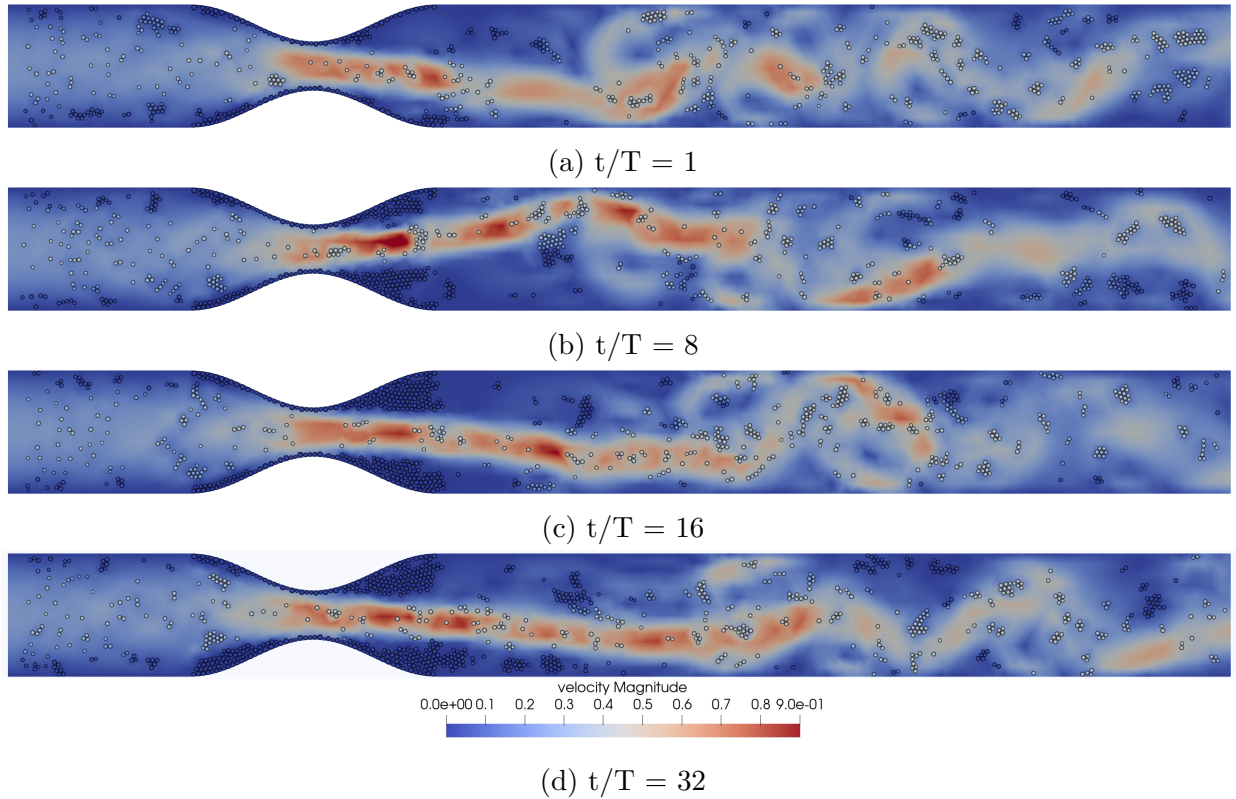 (a) t/T = 1
(b) t/T = 8
(c) t/T = 16
velocity Magnitude
0.0e+00 0.1 0.2 0.3 0.4 0.5 0.6 0.7 0.8 9.0e-01
(d) t/T = 32